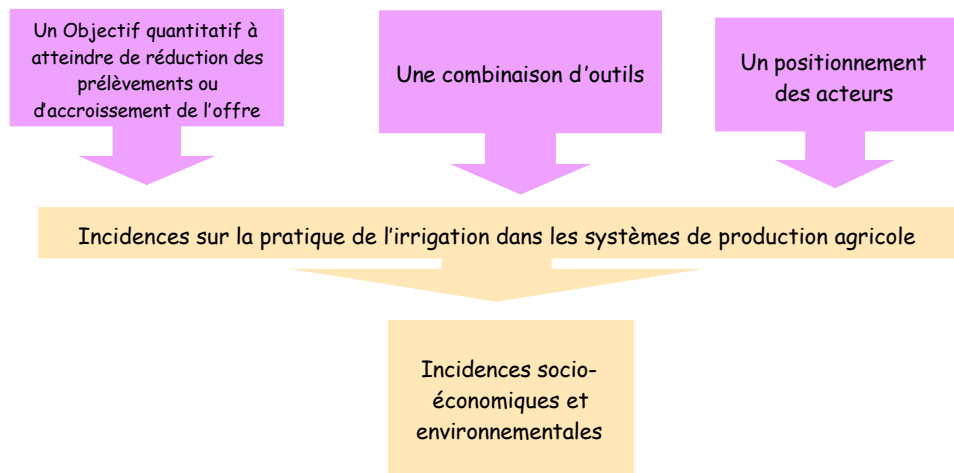 Un Objectif quantitatif à
atteindre de réduction des
prélèvements ou
d'accroissement de l'offre
Une combinaison d'outils
Un positionnement
des acteurs
Incidences sur la pratique de l'irrigation dans les systèmes de production agricole
Incidences socio-
économiques et
environnementales